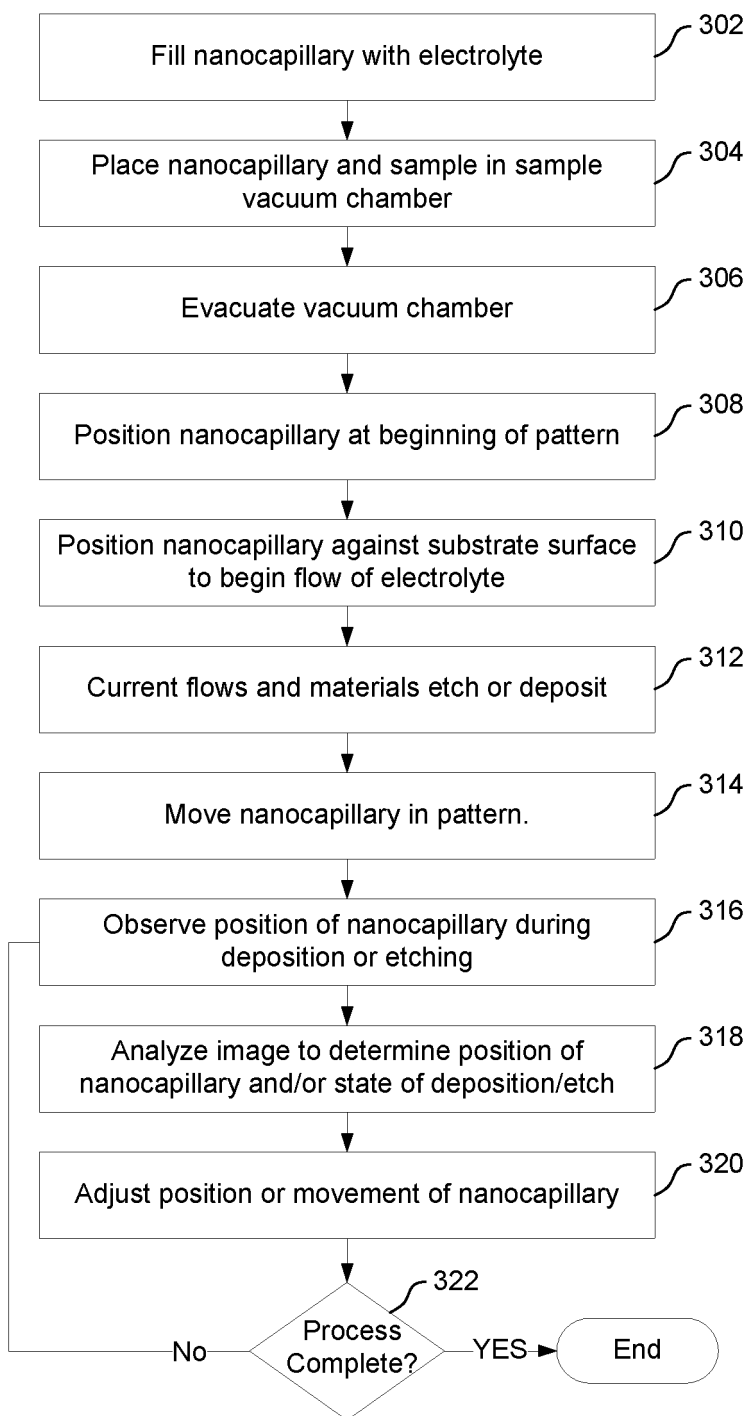 302
Fill nanocapillary with electrolyte
304
Place nanocapillary and sample in sample
vacuum chamber
306
Evacuate vacuum chamber
308
Position nanocapillary at beginning of pattern
310
Position nanocapillary against substrate surface
to begin flow of electrolyte
312
Current flows and materials etch or deposit
314
Move nanocapillary in pattern.
316
Observe position of nanocapillary during
deposition or etching
318
Analyze image to determine position of
nanocapillary and/or state of deposition/etch
320
Adjust position or movement of nanocapillary
322
Process
Complete?
No
YES
End